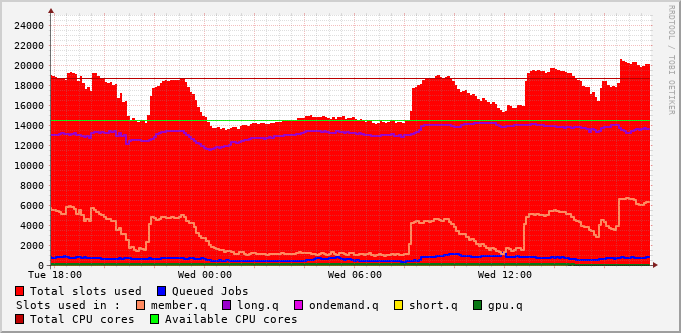 RRDTOOL / TOBI OETIKER
24000
22000
20000
18000
16000
14000
12000
10000
8000
6000
4000
2000
0
Tue 18:00 Wed 00:00 Wed 06:00 Wed 12:00
Total slots used Queued Jobs
Slots used in : member.q long.q ondemand.q short.q gpu.q
Total CPU cores Available CPU cores